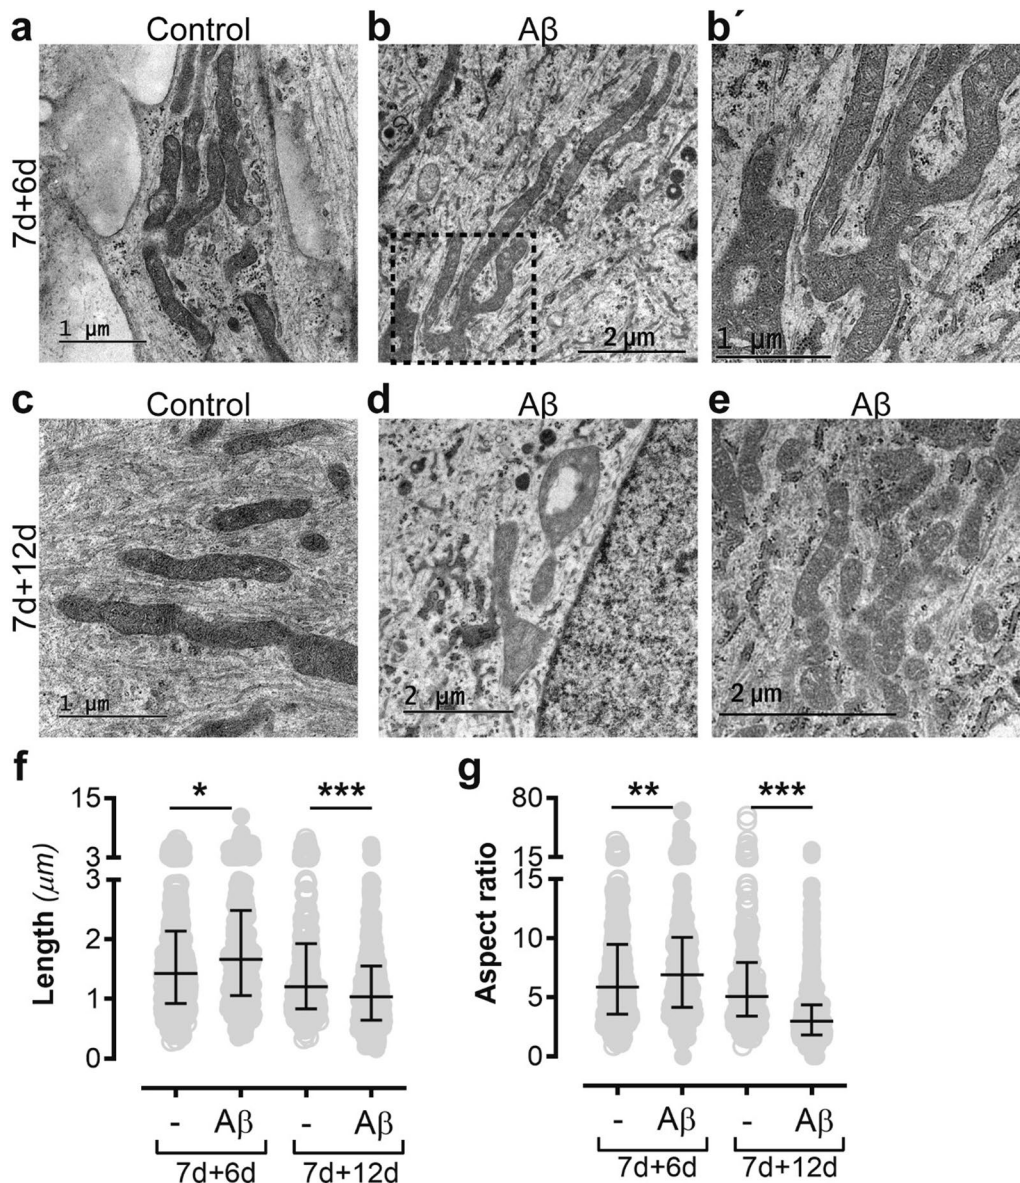 a Control b Aβ b´
7d+6d
1 μm
2 μm
1 μm
c Control d Aβ e Aβ
7d+12d
1 μm
2 μm
2 μm
f g
15 * *** 80 ** ***
3 15
3 15
2 10
1 5
0 0
Length (μm)
Aspect ratio
- Aβ - Aβ - Aβ - Aβ
7d+6d 7d+12d 7d+6d 7d+12d